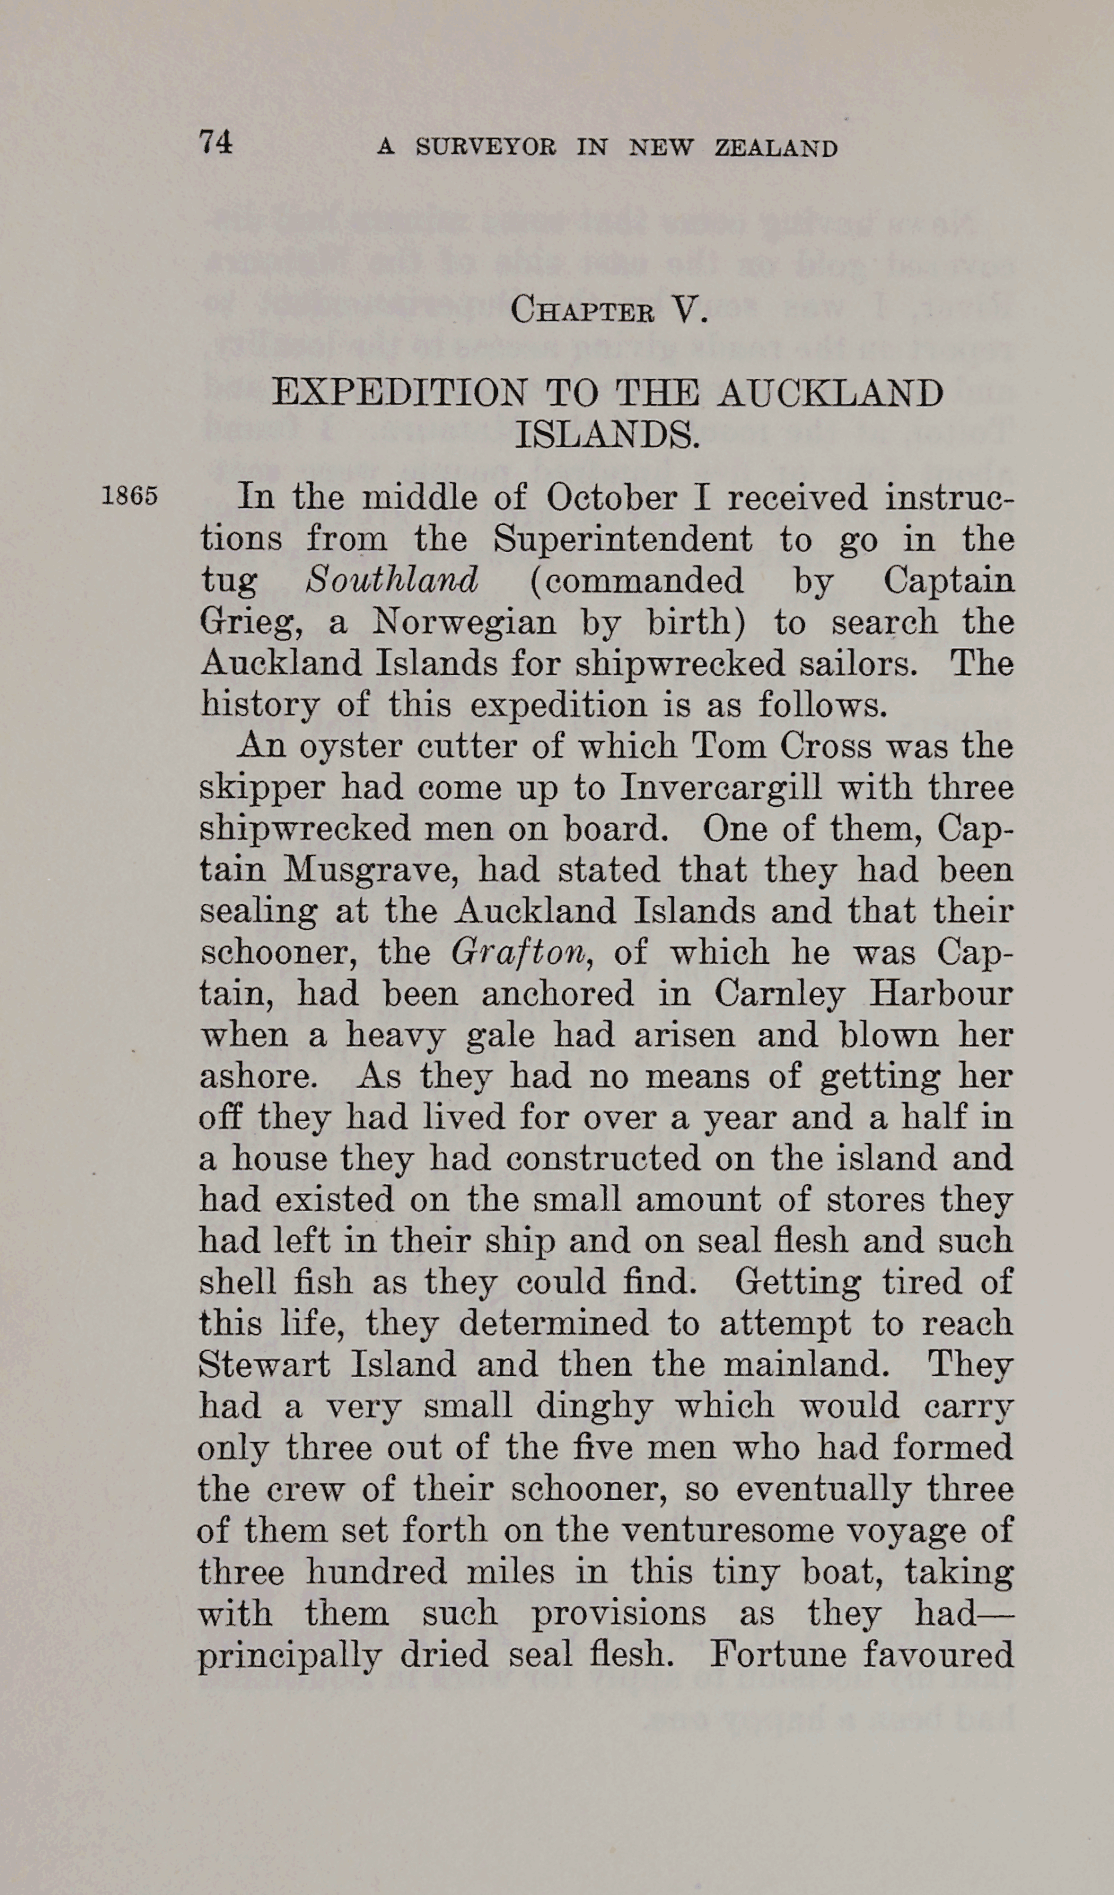 74 A SURVEYOR IN NEW ZEALAND
CHAPTER V.
EXPEDITION TO THE AUCKLAND
ISLANDS.
1865 In the middle of October I received instruc-
tions from the Superintendent to go in the
tug Southland (commanded by Captain
Grieg, a Norwegian by birth) to search the
Auckland Islands for shipwrecked sailors. The
history of this expedition is as follows.
An oyster cutter of which Tom Cross was the
skipper had come up to Invercargill with three
shipwrecked men on board. One of them, Cap-
tain Musgrave, had stated that they had been
sealing at the Auckland Islands and that their
schooner, the Grafton, of which he was Cap-
tain, had been anchored in Carnley Harbour
when a heavy gale had arisen and blown her
ashore. As they had no means of getting her
off they had lived for over a year and a half in
a house they had constructed on the island and
had existed on the small amount of stores they
had left in their ship and on seal flesh and such
shell fish as they could find. Getting tired of
this life, they determined to attempt to reach
Stewart Island and then the mainland. They
had a very small dinghy which would carry
only three out of the five men who had formed
the crew of their schooner, so eventually three
of them set forth on the venturesome voyage of
three hundred miles in this tiny boat, taking
with them such provisions as they had—
principally dried seal flesh. Fortune favoured